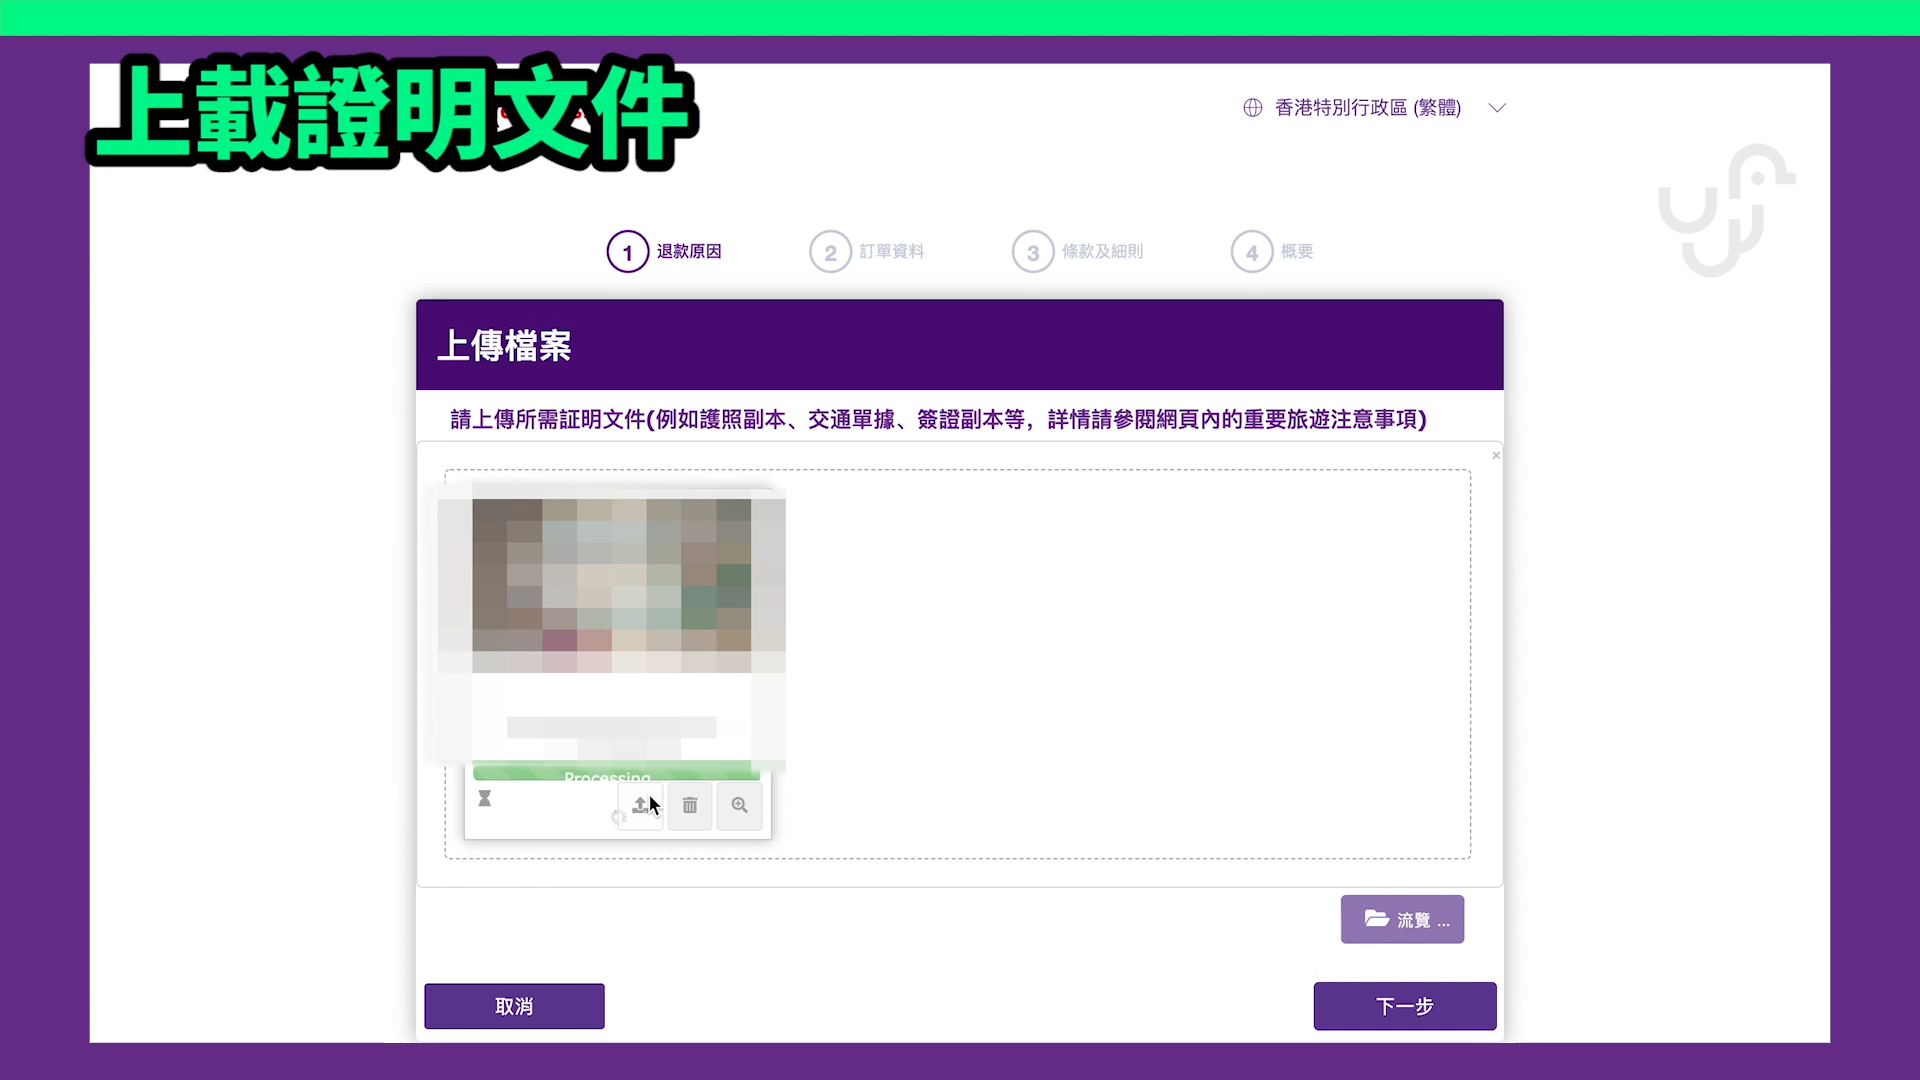 上載證明文件
香港特別行政區 (繁體)
1 退款原因
2 訂單資料
3 條款及細則
4 概要
上傳檔案
請上傳所需証明文件(例如護照副本、交通單據、簽證副本等，詳情請參閱網頁內的重要旅遊注意事項)
×
Processing
流覽 ...
取消
下一步